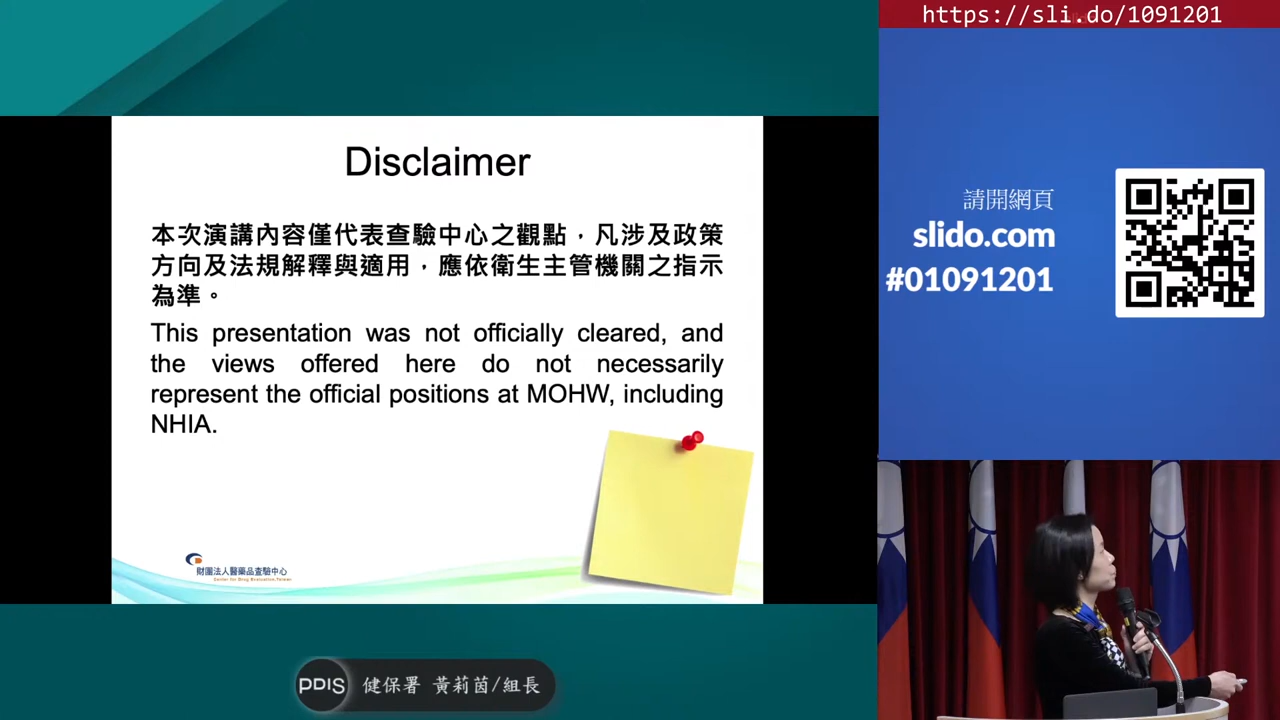 https://sli.do/1091201
請開網頁
slido.com
#01091201
Disclaimer
本次演講內容僅代表查驗中心之觀點，凡涉及政策
方向及法規解釋與適用，應依衛生主管機關之指示
為準。
This presentation was not officially cleared, and
the views offered here do not necessarily
represent the official positions at MOHW, including
NHIA.
財團法人醫藥品查驗中心
Center for Drug Evaluation, Taiwan
PDIS 健保署 黃莉茵/組長